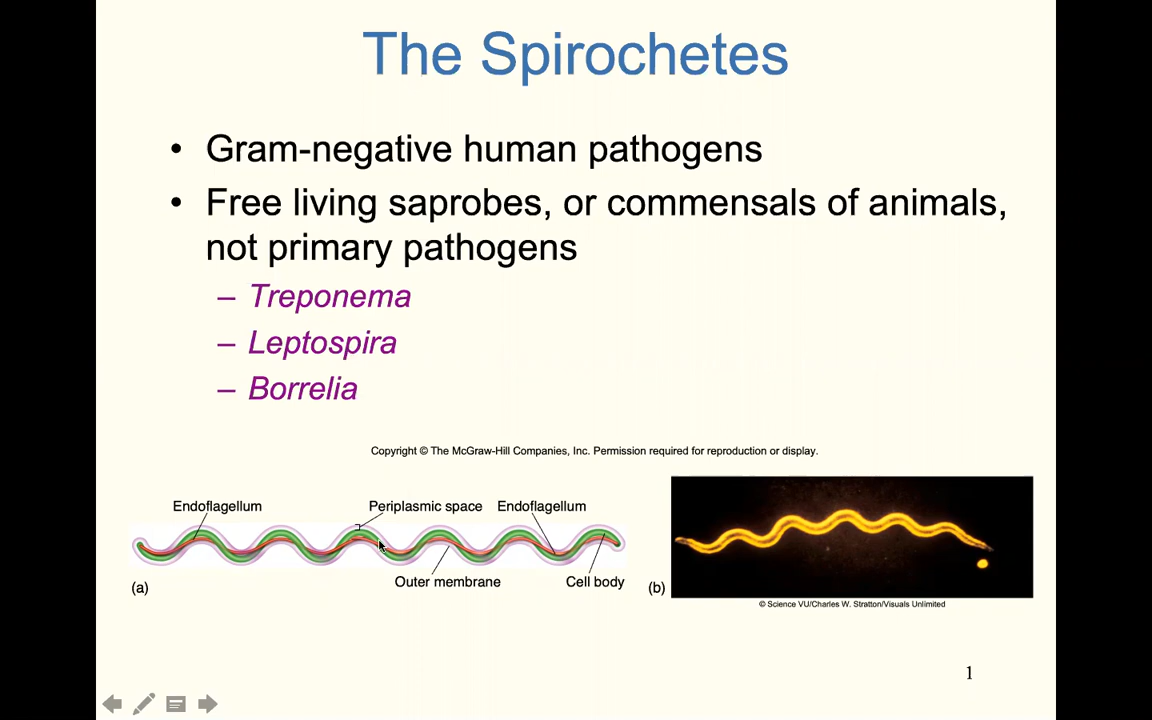 The Spirochetes
• Gram-negative human pathogens
• Free living saprobes, or commensals of animals,
not primary pathogens
– Treponema
– Leptospira
– Borrelia
Copyright © The McGraw-Hill Companies, Inc. Permission required for reproduction or display.
Endoflagellum
Periplasmic space
Endoflagellum
Outer membrane
Cell body
(a)
(b)
© Science VU/Charles W. Stratton/Visuals Unlimited
1